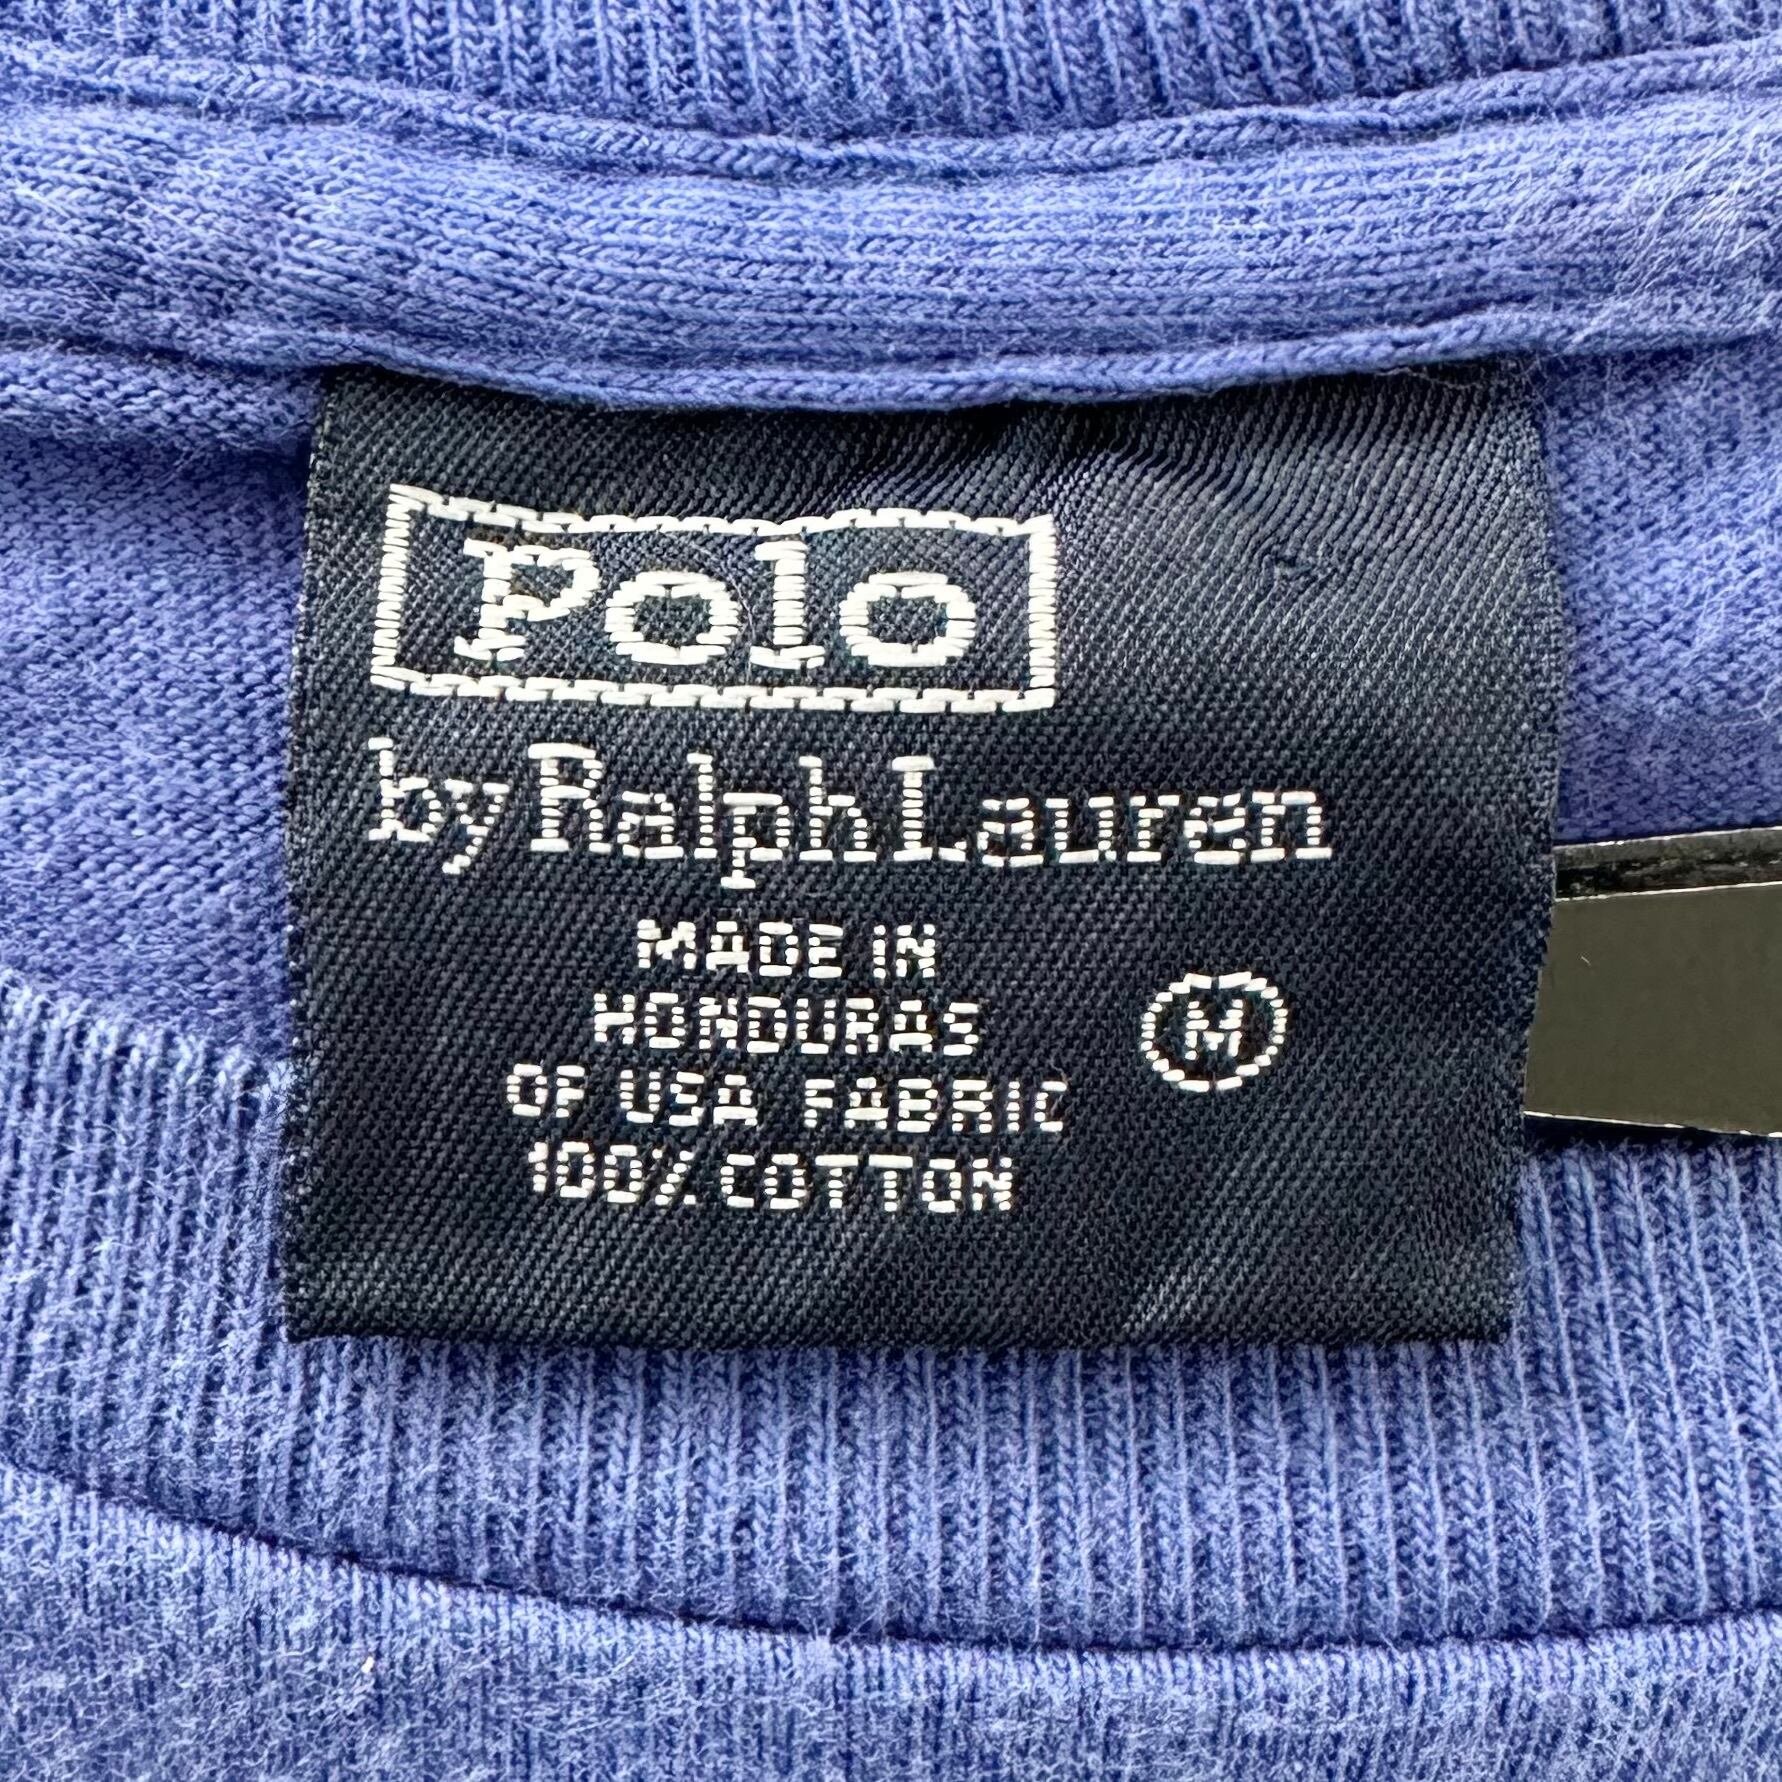 Polo
by Ralph Lauren
MADE IN
HONDURAS
OF USA FABRIC
100% COTTON
M